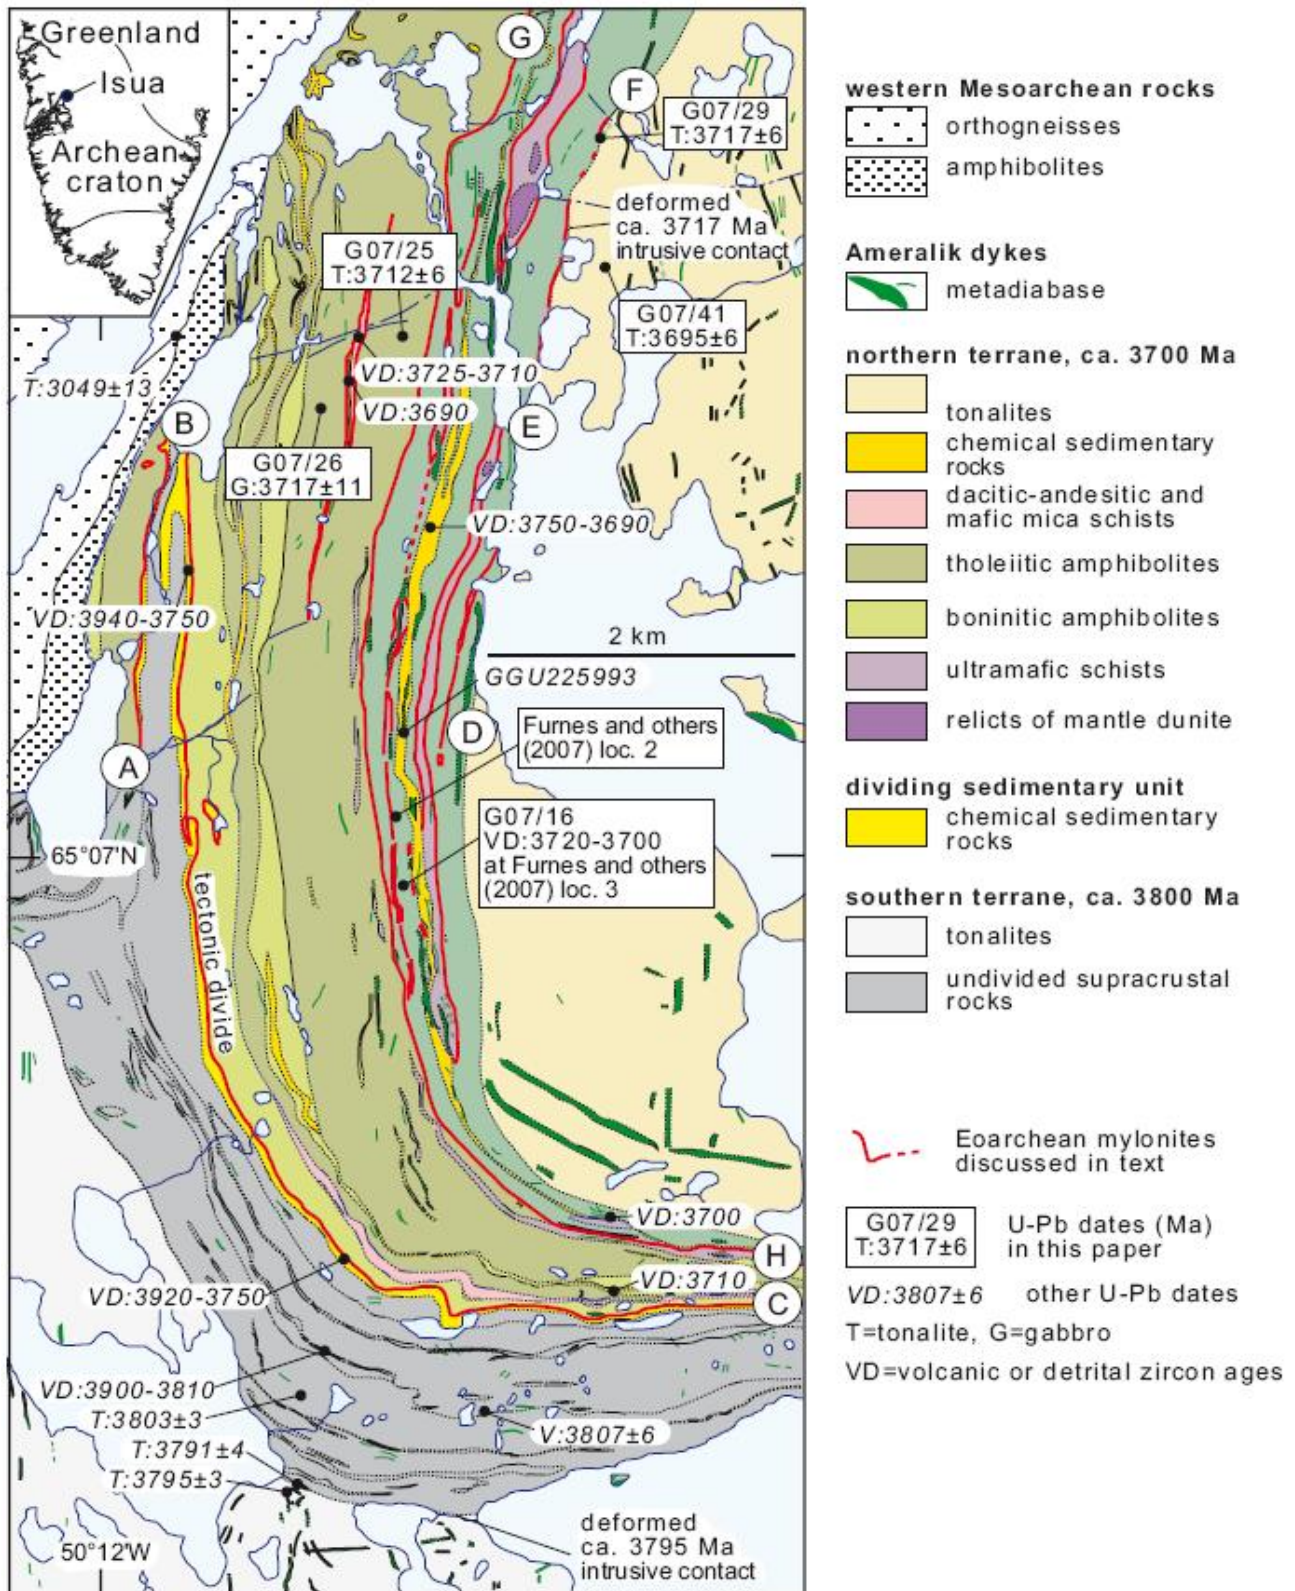 Greenland
Isua
Archean
craton
G
F
G07/29
T:3717±6
deformed
ca. 3717 Ma
intrusive contact
G07/25
T:3712±6
G07/41
T:3695±6
T:3049±13
VD:3725-3710
VD:3690
B
E
G07/26
G:3717±11
VD:3750-3690
VD:3940-3750
2 km
GGU225993
D
Furnes and others
(2007) loc. 2
A
G07/16
VD:3720-3700
at Furnes and others
(2007) loc. 3
65°07'N
tectonic divide
VD:3700
H
VD:3710
C
VD:3920-3750
VD:3900-3810
T:3803±3
V:3807±6
T:3791±4
T:3795±3
deformed
ca. 3795 Ma
intrusive contact
50°12'W
western Mesoarchean rocks
orthogneisses
amphibolites
Ameralik dykes
metadiabase
northern terrane, ca. 3700 Ma
tonalites
chemical sedimentary
rocks
dacitic-andesitic and
mafic mica schists
tholeiitic amphibolites
boninitic amphibolites
ultramafic schists
relicts of mantle dunite
dividing sedimentary unit
chemical sedimentary
rocks
southern terrane, ca. 3800 Ma
tonalites
undivided supracrustal
rocks
Eoarchean mylonites
discussed in text
G07/29
T:3717±6
U-Pb dates (Ma)
in this paper
VD:3807±6 other U-Pb dates
T=tonalite, G=gabbro
VD=volcanic or detrital zircon ages